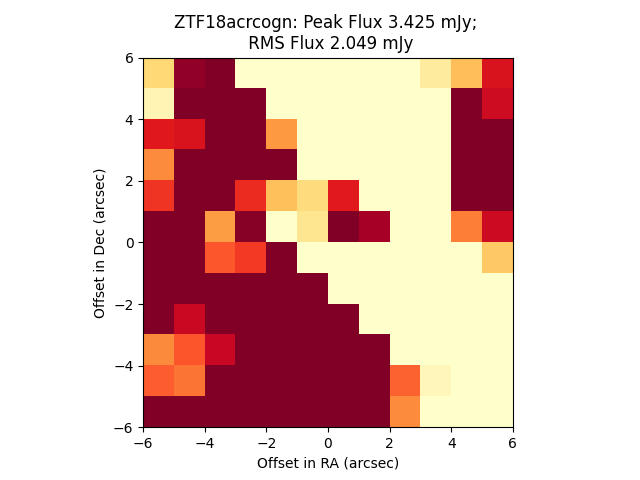 ZTF18acrcogn: Peak Flux 3.425 mJy;
RMS Flux 2.049 mJy
6
4
2
0
−2
−4
−6
Offset in Dec (arcsec)
−6 −4 −2 0 2 4 6
Offset in RA (arcsec)